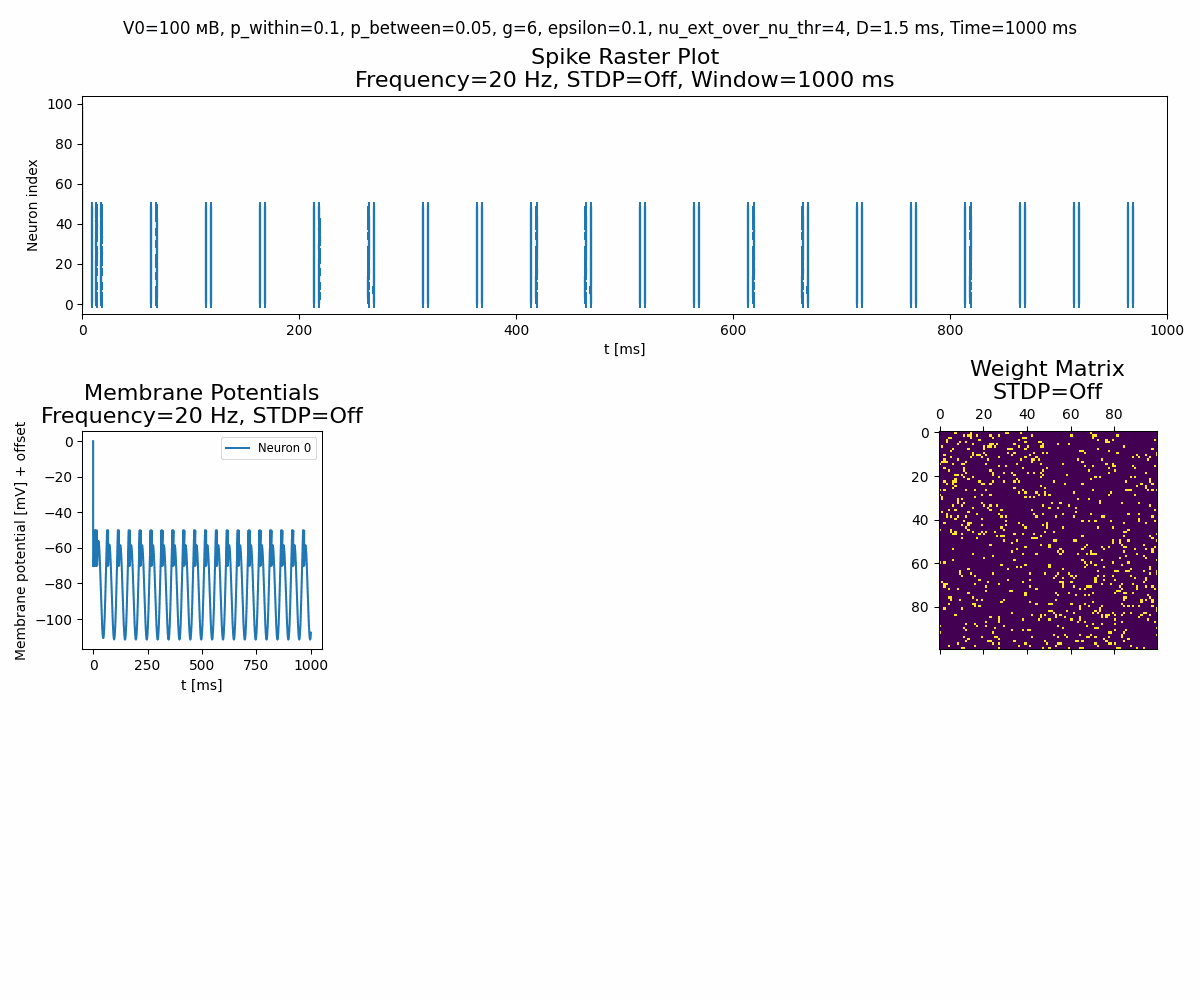 V0=100 мВ, p_within=0.1, p_between=0.05, g=6, epsilon=0.1, nu_ext_over_nu_thr=4, D=1.5 ms, Time=1000 ms
Spike Raster Plot
Frequency=20 Hz, STDP=Off, Window=1000 ms
Neuron index
100
80
60
40
20
0
0 200 400 600 800 1000
t [ms]
Membrane Potentials
Frequency=20 Hz, STDP=Off
Membrane potential [mV] + offset
0
−20
−40
−60
−80
−100
Neuron 0
0 250 500 750 1000
t [ms]
Weight Matrix
STDP=Off
0 20 40 60 80
0
20
40
60
80